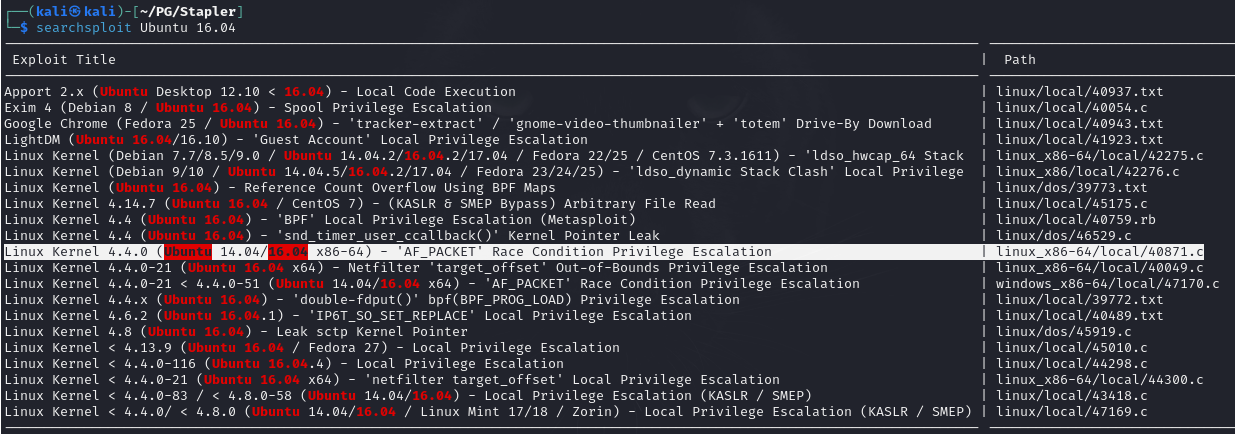 ┌──(kali㉿kali)-[~/PG/Stapler]
└─$ searchsploit Ubuntu 16.04
Exploit Title | Path
Apport 2.x (Ubuntu Desktop 12.10 < 16.04) - Local Code Execution | linux/local/40937.txt
Exim 4 (Debian 8 / Ubuntu 16.04) - Spool Privilege Escalation | linux/local/40054.c
Google Chrome (Fedora 25 / Ubuntu 16.04) - 'tracker-extract' / 'gnome-video-thumbnailer' + 'totem' Drive-By Download | linux/local/40943.txt
LightDM (Ubuntu 16.04/16.10) - 'Guest Account' Local Privilege Escalation | linux/local/41923.txt
Linux Kernel (Debian 7.7/8.5/9.0 / Ubuntu 14.04.2/16.04.2/17.04 / Fedora 22/25 / CentOS 7.3.1611) - 'ldso_hwcap_64 Stack | linux_x86-64/local/42275.c
Linux Kernel (Debian 9/10 / Ubuntu 14.04.5/16.04.2/17.04 / Fedora 23/24/25) - 'ldso_dynamic Stack Clash' Local Privilege | linux_x86/local/42276.c
Linux Kernel (Ubuntu 16.04) - Reference Count Overflow Using BPF Maps | linux/dos/39773.txt
Linux Kernel 4.14.7 (Ubuntu 16.04 / CentOS 7) - (KASLR & SMEP Bypass) Arbitrary File Read | linux/local/45175.c
Linux Kernel 4.4 (Ubuntu 16.04) - 'BPF' Local Privilege Escalation (Metasploit) | linux/local/40759.rb
Linux Kernel 4.4 (Ubuntu 16.04) - 'snd_timer_user_ccallback()' Kernel Pointer Leak | linux/dos/46529.c
Linux Kernel 4.4.0 (Ubuntu 14.04/16.04 x86-64) - 'AF_PACKET' Race Condition Privilege Escalation | linux_x86-64/local/40871.c
Linux Kernel 4.4.0-21 (Ubuntu 16.04 x64) - Netfilter 'target_offset' Out-of-Bounds Privilege Escalation | linux_x86-64/local/40049.c
Linux Kernel 4.4.0-21 < 4.4.0-51 (Ubuntu 14.04/16.04 x64) - 'AF_PACKET' Race Condition Privilege Escalation | windows_x86-64/local/47170.c
Linux Kernel 4.4.x (Ubuntu 16.04) - 'double-fdput()' bpf(BPF_PROG_LOAD) Privilege Escalation | linux/local/39772.txt
Linux Kernel 4.6.2 (Ubuntu 16.04.1) - 'IP6T_SO_SET_REPLACE' Local Privilege Escalation | linux/local/40489.txt
Linux Kernel 4.8 (Ubuntu 16.04) - Leak sctp Kernel Pointer | linux/dos/45919.c
Linux Kernel < 4.13.9 (Ubuntu 16.04 / Fedora 27) - Local Privilege Escalation | linux/local/45010.c
Linux Kernel < 4.4.0-116 (Ubuntu 16.04.4) - Local Privilege Escalation | linux/local/44298.c
Linux Kernel < 4.4.0-21 (Ubuntu 16.04 x64) - 'netfilter target_offset' Local Privilege Escalation | linux_x86-64/local/44300.c
Linux Kernel < 4.4.0-83 / < 4.8.0-58 (Ubuntu 14.04/16.04) - Local Privilege Escalation (KASLR / SMEP) | linux/local/43418.c
Linux Kernel < 4.4.0/ < 4.8.0 (Ubuntu 14.04/16.04 / Linux Mint 17/18 / Zorin) - Local Privilege Escalation (KASLR / SMEP) | linux/local/47169.c